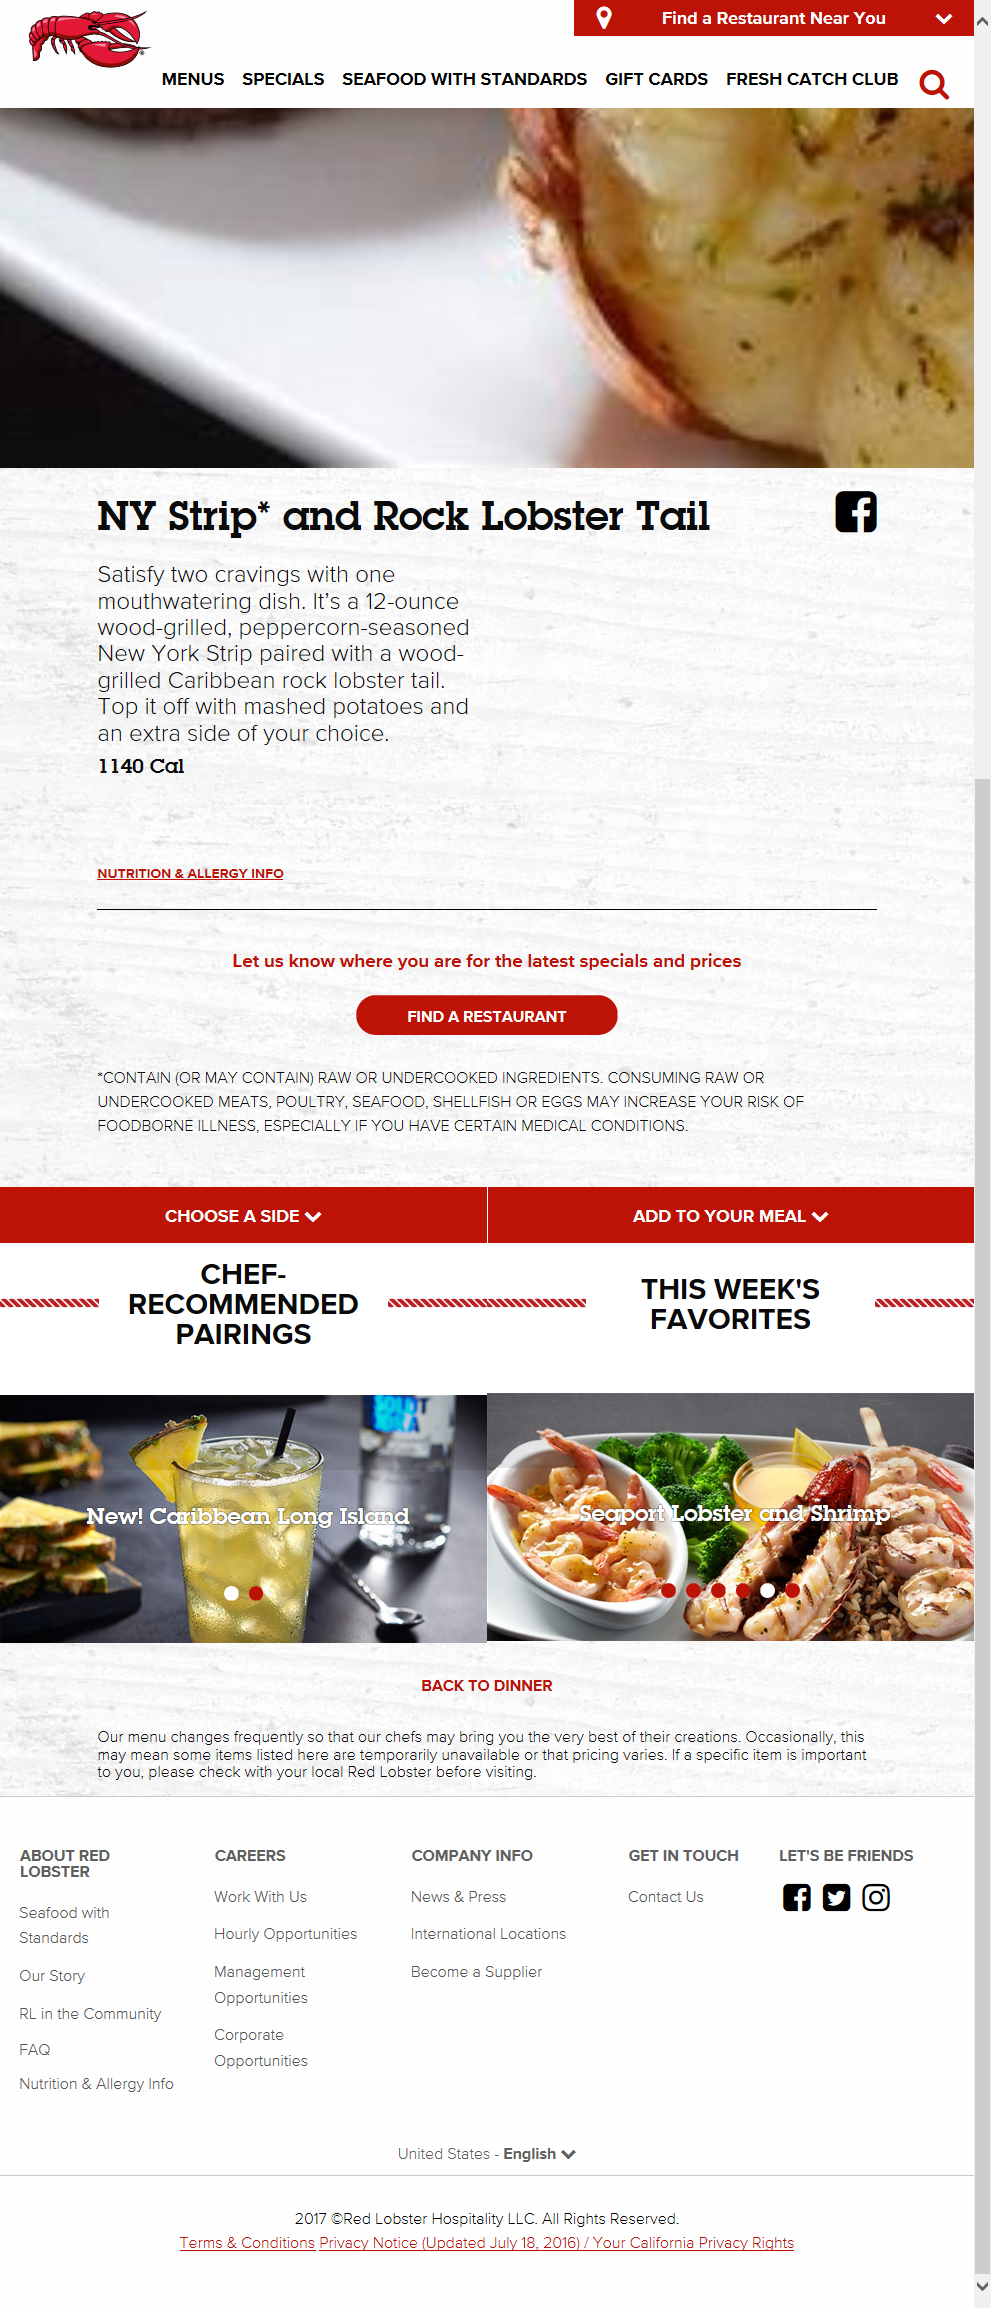 Find a Restaurant Near You
MENUS SPECIALS SEAFOOD WITH STANDARDS GIFT CARDS FRESH CATCH CLUB
NY Strip* and Rock Lobster Tail
Satisfy two cravings with one
mouthwatering dish. It's a 12-ounce
wood-grilled, peppercorn-seasoned
New York Strip paired with a wood-
grilled Caribbean rock lobster tail.
Top it off with mashed potatoes and
an extra side of your choice.
1140 Cal
NUTRITION & ALLERGY INFO
Let us know where you are for the latest specials and prices
FIND A RESTAURANT
*CONTAIN (OR MAY CONTAIN) RAW OR UNDERCOOKED INGREDIENTS. CONSUMING RAW OR
UNDERCOOKED MEATS, POULTRY, SEAFOOD, SHELLFISH OR EGGS MAY INCREASE YOUR RISK OF
FOODBORNE ILLNESS, ESPECIALLY IF YOU HAVE CERTAIN MEDICAL CONDITIONS.
CHOOSE A SIDE
ADD TO YOUR MEAL
CHEF-
RECOMMENDED
PAIRINGS
THIS WEEK'S
FAVORITES
New! Caribbean Long Island
Seaport Lobster and Shrimp
BACK TO DINNER
Our menu changes frequently so that our chefs may bring you the very best of their creations. Occasionally, this
may mean some items listed here are temporarily unavailable or that pricing varies. If a specific item is important
to you, please check with your local Red Lobster before visiting.
ABOUT RED
LOBSTER
Seafood with
Standards
Our Story
RL in the Community
FAQ
Nutrition & Allergy Info
CAREERS
Work With Us
Hourly Opportunities
Management
Opportunities
Corporate
Opportunities
COMPANY INFO
News & Press
International Locations
Become a Supplier
GET IN TOUCH
Contact Us
LET'S BE FRIENDS
United States - English
2017 ©Red Lobster Hospitality LLC. All Rights Reserved.
Terms & Conditions Privacy Notice (Updated July 18, 2016) / Your California Privacy Rights